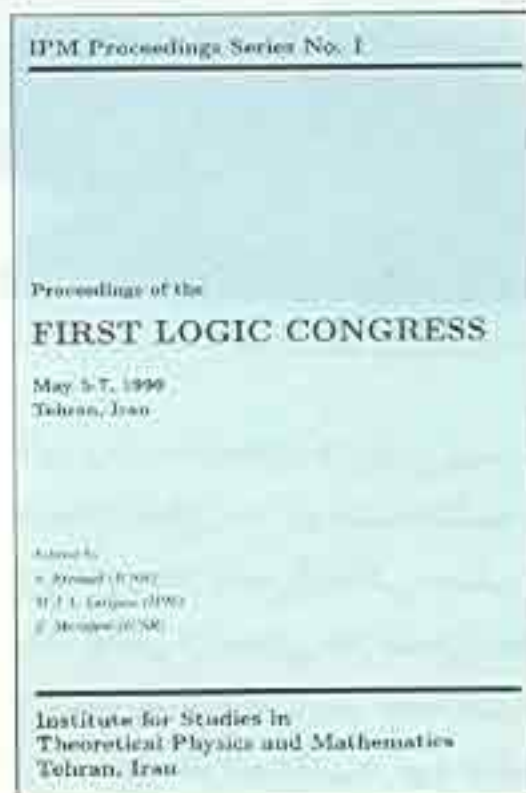 IPM Proceedings Series No. 1
Proceedings of the
FIRST LOGIC CONGRESS
May 5-7, 1990
Tehran, Iran
Edited by
Institute for Studies in
Theoretical Physics and Mathematics
Tehran, Iran